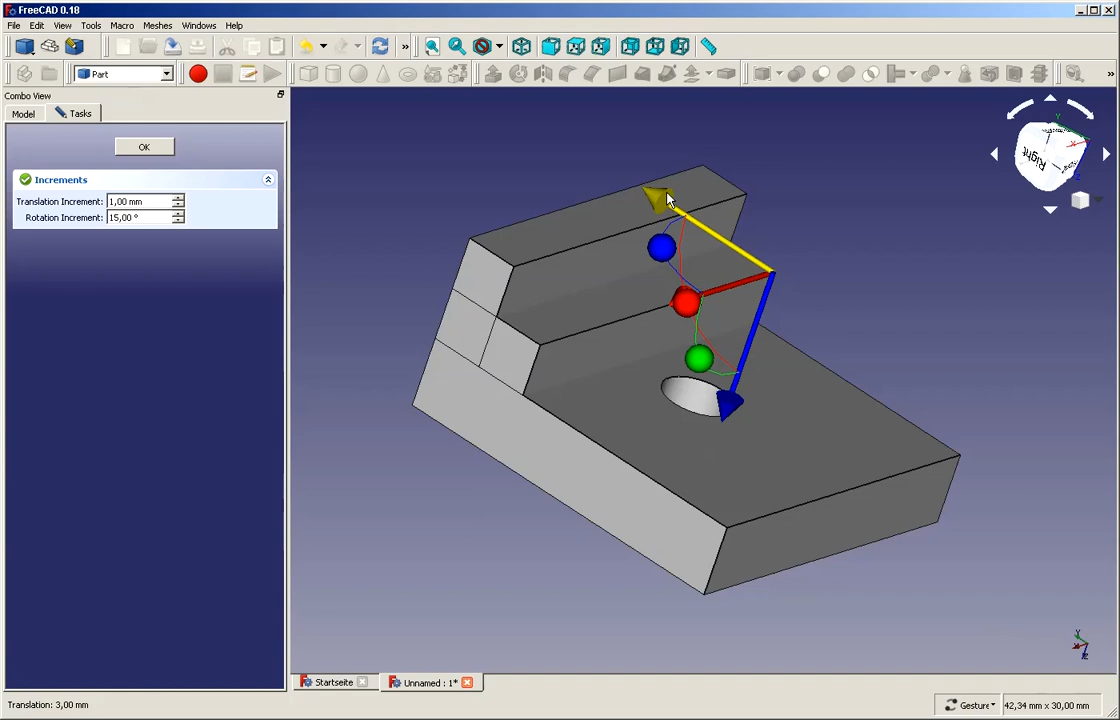 FreeCAD 0.18
File Edit View Tools Macro Meshes Windows Help
Part
Combo View
Model Tasks
OK
Increments
Translation Increment: 1,00 mm
Rotation Increment: 15,00 °
Right
Y
X
Z
Y
X
Z
Startseite Unnamed : 1*
Translation: 3,00 mm Gesture 42,34 mm x 30,00 mm